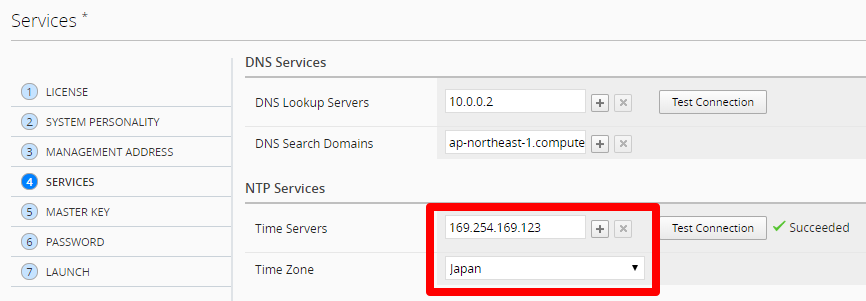 Services *
1 LICENSE
2 SYSTEM PERSONALITY
3 MANAGEMENT ADDRESS
4 SERVICES
5 MASTER KEY
6 PASSWORD
7 LAUNCH
DNS Services
DNS Lookup Servers 10.0.0.2 + × Test Connection
DNS Search Domains ap-northeast-1.compute + ×
NTP Services
Time Servers 169.254.169.123 + × Test Connection ✓ Succeeded
Time Zone Japan ▼